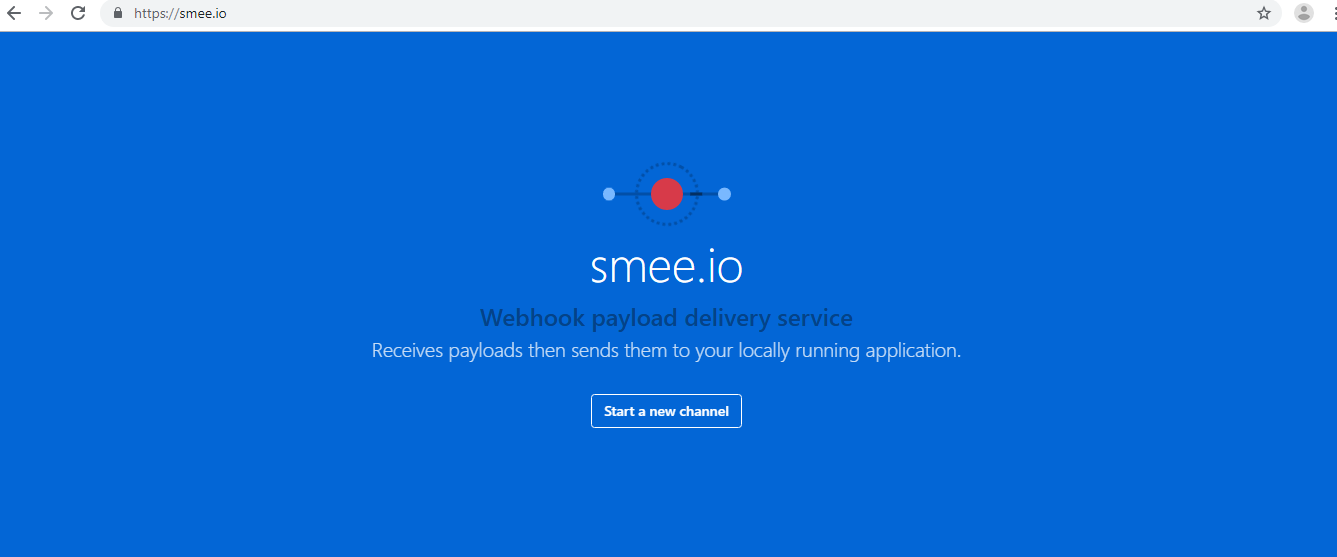 https://smee.io
smee.io
Webhook payload delivery service
Receives payloads then sends them to your locally running application.
Start a new channel